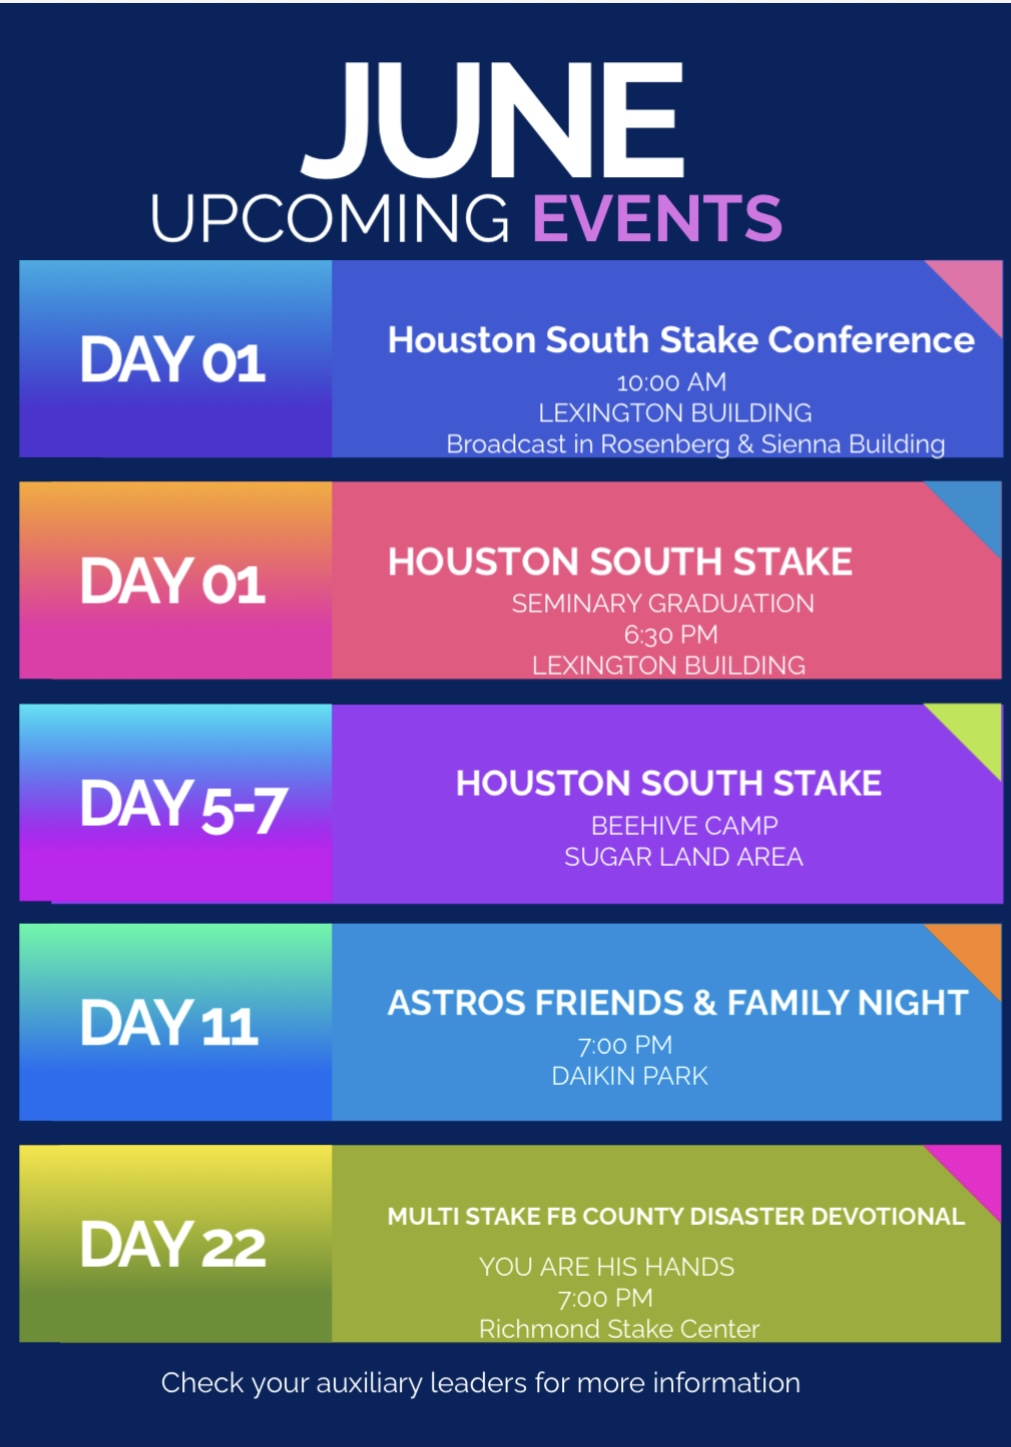 JUNE
UPCOMING EVENTS
DAY 01
Houston South Stake Conference
10:00 AM
LEXINGTON BUILDING
Broadcast in Rosenberg & Sienna Building
DAY 01
HOUSTON SOUTH STAKE
SEMINARY GRADUATION
6:30 PM
LEXINGTON BUILDING
DAY 5-7
HOUSTON SOUTH STAKE
BEEHIVE CAMP
SUGAR LAND AREA
DAY 11
ASTROS FRIENDS & FAMILY NIGHT
7:00 PM
DAIKIN PARK
DAY 22
MULTI STAKE FB COUNTY DISASTER DEVOTIONAL
YOU ARE HIS HANDS
7:00 PM
Richmond Stake Center
Check your auxiliary leaders for more information